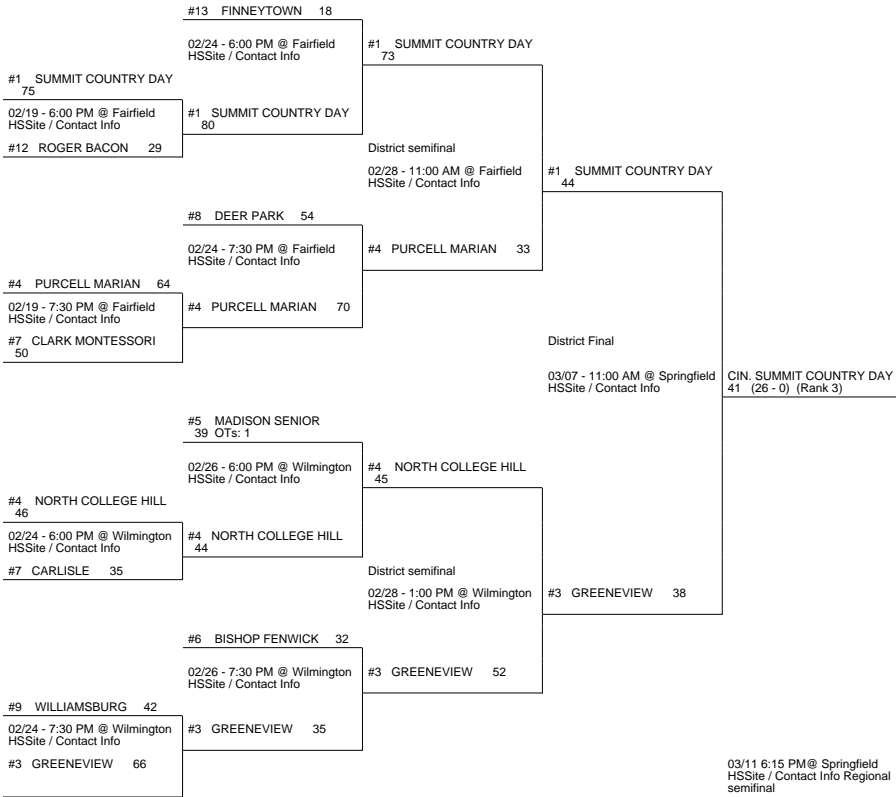 #13 FINNEYTOWN 18
02/24 - 6:00 PM @ Fairfield
HSSite / Contact Info
#1 SUMMIT COUNTRY DAY
73
#1 SUMMIT COUNTRY DAY
75
02/19 - 6:00 PM @ Fairfield
HSSite / Contact Info
#1 SUMMIT COUNTRY DAY
80
#12 ROGER BACON 29
District semifinal
02/28 - 11:00 AM @ Fairfield
HSSite / Contact Info
#1 SUMMIT COUNTRY DAY
44
#8 DEER PARK 54
02/24 - 7:30 PM @ Fairfield
HSSite / Contact Info
#4 PURCELL MARIAN 33
#4 PURCELL MARIAN 64
02/19 - 7:30 PM @ Fairfield
HSSite / Contact Info
#4 PURCELL MARIAN 70
#7 CLARK MONTESSORI
50
District Final
03/07 - 11:00 AM @ Springfield
HSSite / Contact Info
CIN. SUMMIT COUNTRY DAY
41 (26 - 0) (Rank 3)
#5 MADISON SENIOR
39 OTs: 1
02/26 - 6:00 PM @ Wilmington
HSSite / Contact Info
#4 NORTH COLLEGE HILL
45
#4 NORTH COLLEGE HILL
46
02/24 - 6:00 PM @ Wilmington
HSSite / Contact Info
#4 NORTH COLLEGE HILL
44
#7 CARLISLE 35
District semifinal
02/28 - 1:00 PM @ Wilmington
HSSite / Contact Info
#3 GREENEVIEW 38
#6 BISHOP FENWICK 32
02/26 - 7:30 PM @ Wilmington
HSSite / Contact Info
#3 GREENEVIEW 52
#9 WILLIAMSBURG 42
02/24 - 7:30 PM @ Wilmington
HSSite / Contact Info
#3 GREENEVIEW 35
#3 GREENEVIEW 66
03/11 6:15 PM@ Springfield
HSSite / Contact Info Regional
semifinal